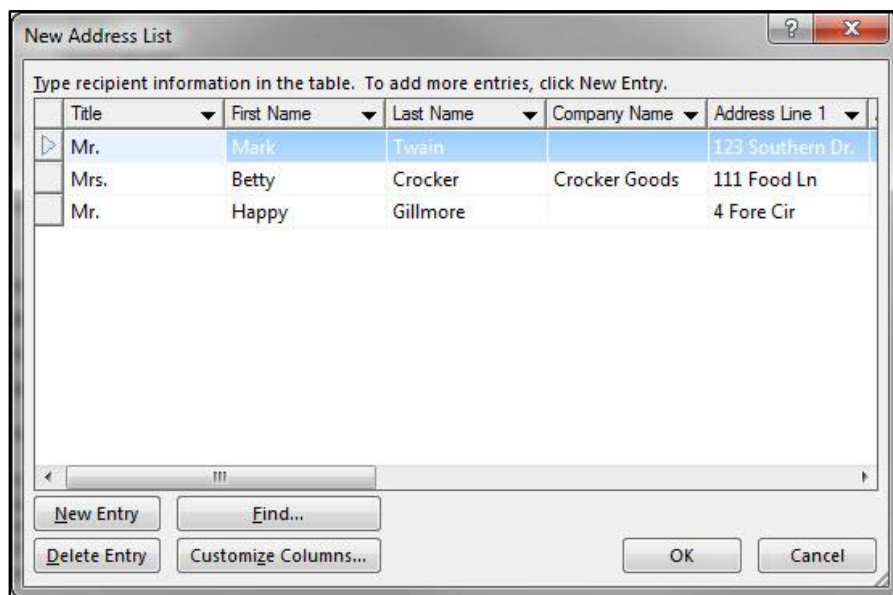 New Address List
Type recipient information in the table. To add more entries, click New Entry.
Title First Name Last Name Company Name Address Line 1
Mr. Mark Twain 123 Southern Dr.
Mrs. Betty Crocker Crocker Goods 111 Food Ln
Mr. Happy Gillmore 4 Fore Cir
New Entry Find...
Delete Entry Customize Columns... OK Cancel